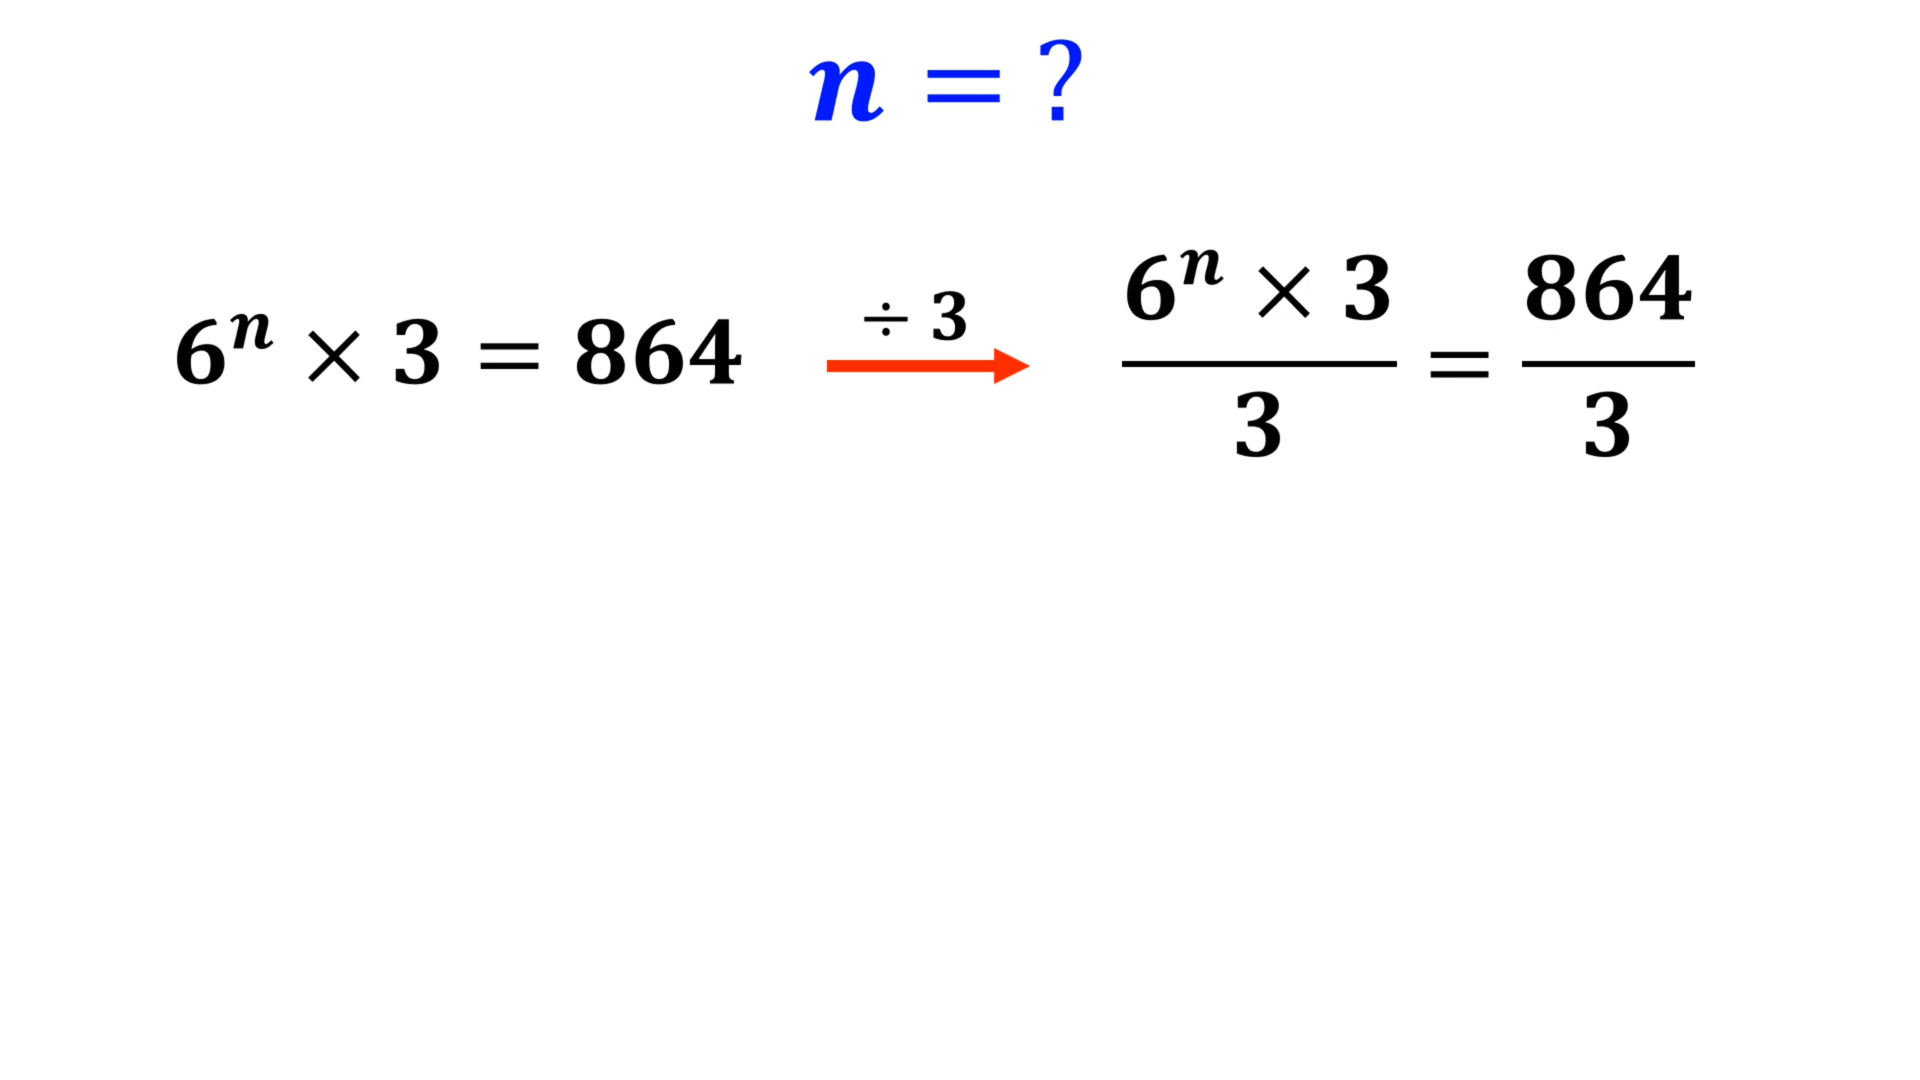 n = ?
6ⁿ × 3 = 864
÷ 3
6ⁿ × 3 / 3 = 864 / 3